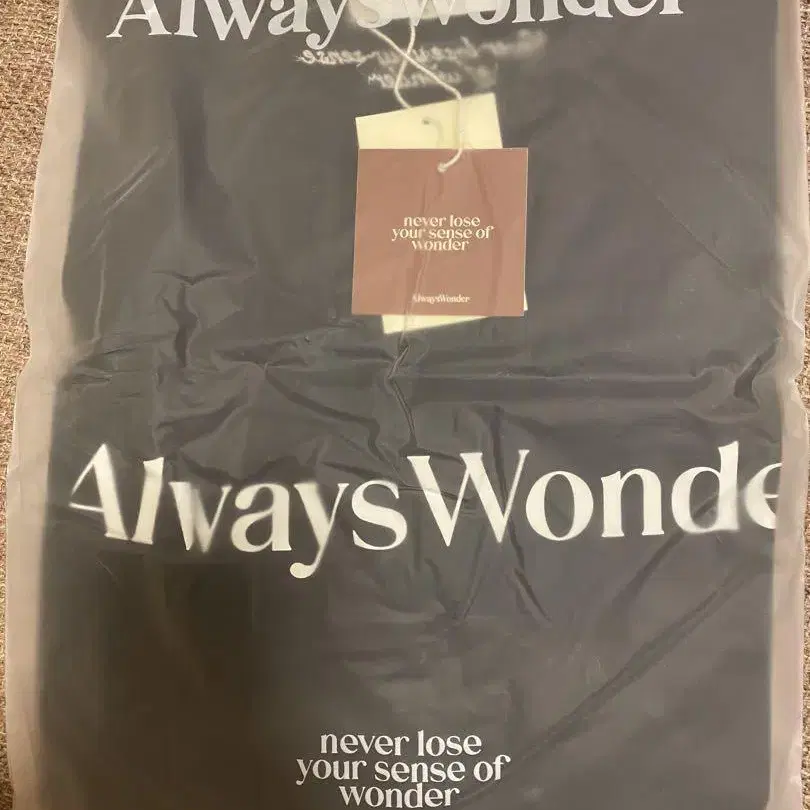 AlwaysWonder
never lose
your sense of
wonder
AlwaysWonder
AlwaysWonde
never lose
your sense of
wonder